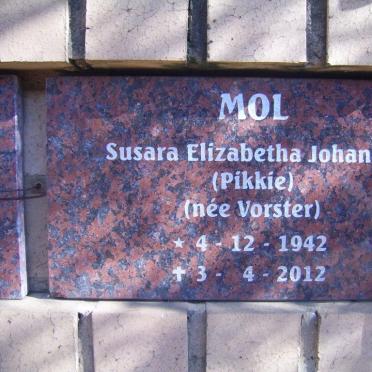 MOL
Susara Elizabetha Johan
(Pikkie)
(née Vorster)
★ 4 - 12 - 1942
✝ 3 - 4 - 2012